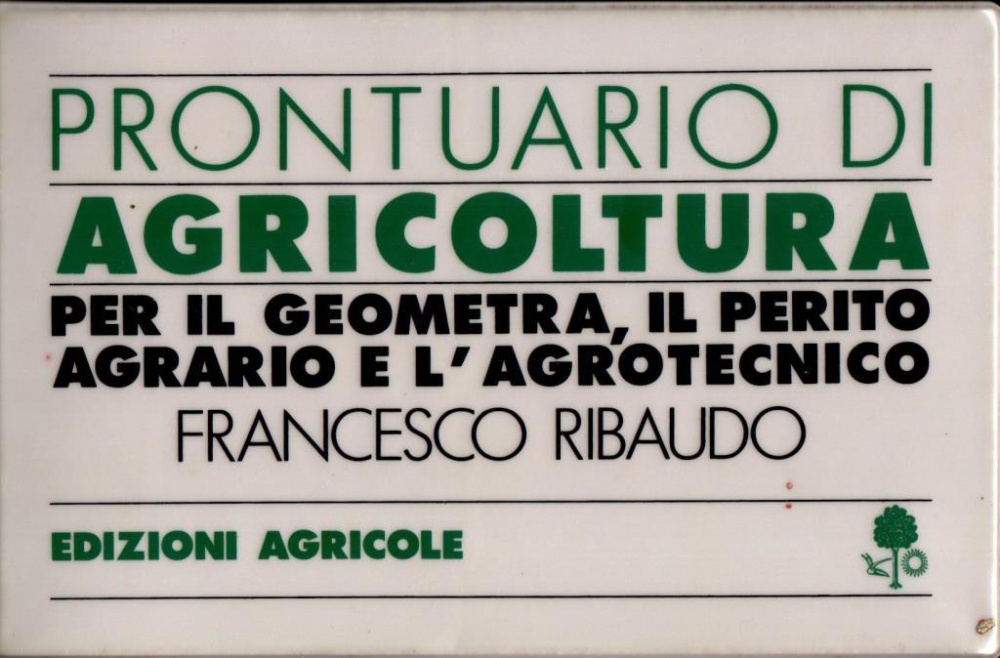 PRONTUARIO DI
AGRICOLTURA
PER IL GEOMETRA, IL PERITO
AGRARIO E L'AGROTECNICO
FRANCESCO RIBAUDO
EDIZIONI AGRICOLE